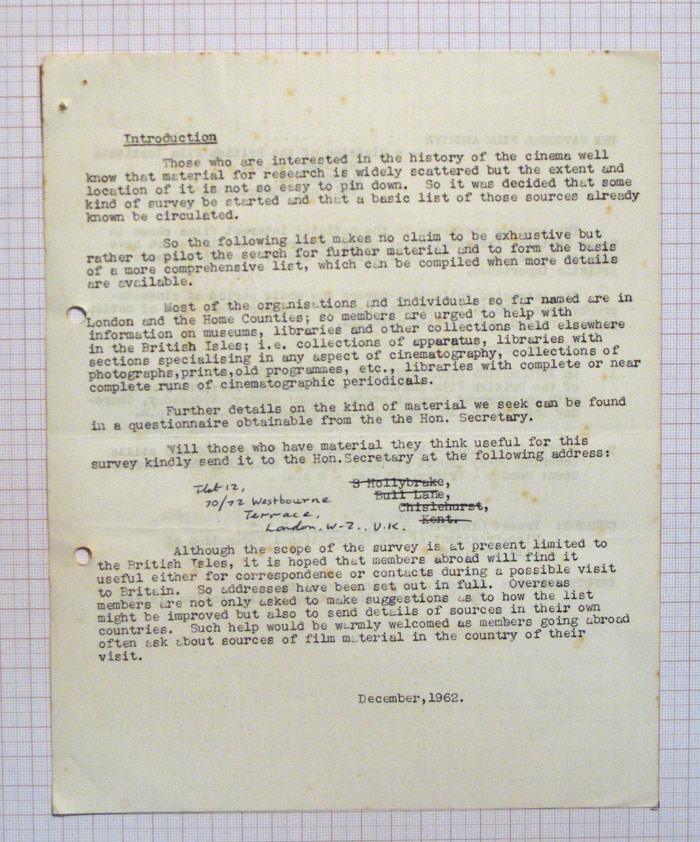 Introduction
Those who are interested in the history of the cinema well
know that material for research is widely scattered but the extent and
location of it is not so easy to pin down. So it was decided that some
kind of survey be started and that a basic list of those sources already
known be circulated.
So the following list makes no claim to be exhaustive but
rather to pilot the search for further material and to form the basis
of a more comprehensive list, which can be compiled when more details
are available.
Most of the organisations and individuals so far named are in
London and the Home Counties; so members are urged to help with
information on museums, libraries and other collections held elsewhere
in the British Isles; i.e. collections of apparatus, libraries with
sections specialising in any aspect of cinematography, collections of
photographs,prints,old programmes, etc., libraries with complete or near
complete runs of cinematographic periodicals.
Further details on the kind of material we seek can be found
in a questionnaire obtainable from the the Hon. Secretary.
Will those who have material they think useful for this
survey kindly send it to the Hon.Secretary at the following address:
Flat 12,
70/72 Westbourne
Terrace,
London. W-2., U.K.
8 Hollybrake,
Bull Lane,
Chislehurst,
Kent.
Although the scope of the survey is at present limited to
the British Isles, it is hoped that members abroad will find it
useful either for correspondence or contacts during a possible visit
to Britain. So addresses have been set out in full. Overseas
members are not only asked to make suggestions as to how the list
might be improved but also to send details of sources in their own
countries. Such help would be warmly welcomed as members going abroad
often ask about sources of film material in the country of their
visit.
December,1962.